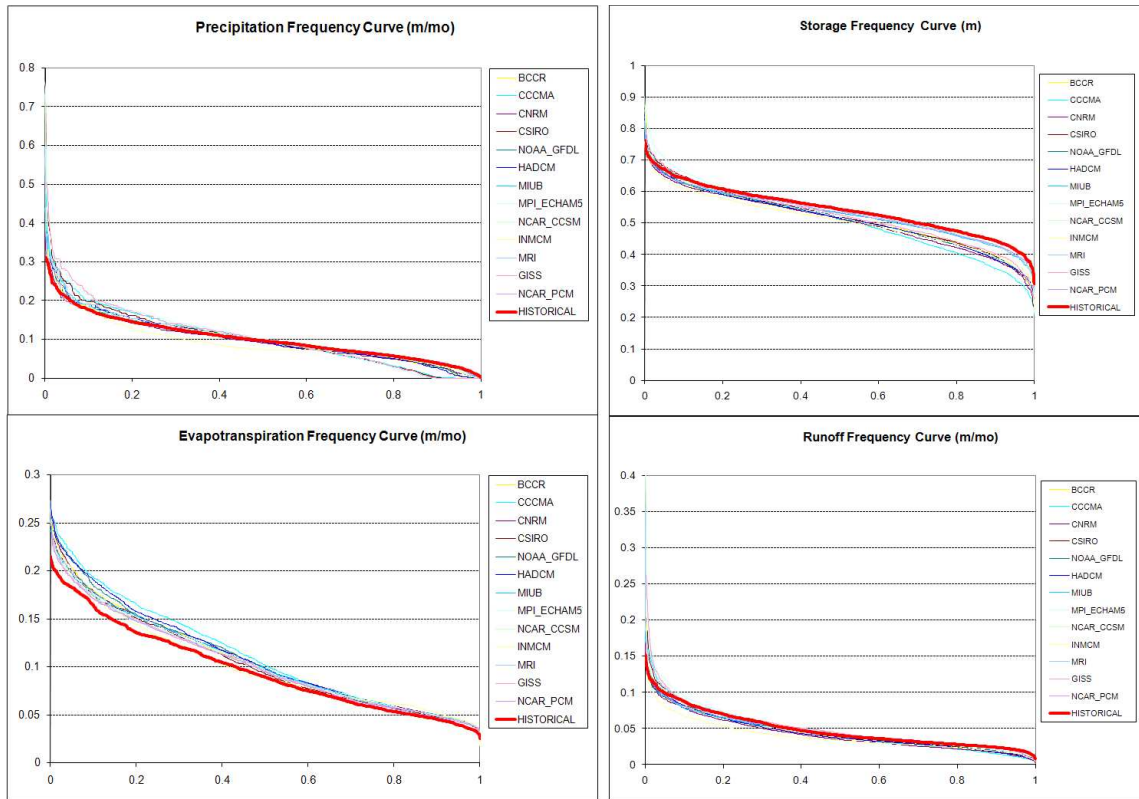 Precipitation Frequency Curve (m/mo)
0.8
0.7
0.6
0.5
0.4
0.3
0.2
0.1
0
0
0.2
0.4
0.6
0.8
1
BCCR
CCCMA
CNRM
CSIRO
NOAA_GFDL
HADCM
MIUB
MPI_ECHAM5
NCAR_CCSM
INMCM
MRI
GISS
NCAR_PCM
HISTORICAL
Storage Frequency Curve (m)
1
0.9
0.8
0.7
0.6
0.5
0.4
0.3
0.2
0.1
0
0
0.2
0.4
0.6
0.8
1
BCCR
CCCMA
CNRM
CSIRO
NOAA_GFDL
HADCM
MIUB
MPI_ECHAM5
NCAR_CCSM
INMCM
MRI
GISS
NCAR_PCM
HISTORICAL
Evapotranspiration Frequency Curve (m/mo)
0.3
0.25
0.2
0.15
0.1
0.05
0
0
0.2
0.4
0.6
0.8
1
BCCR
CCCMA
CNRM
CSIRO
NOAA_GFDL
HADCM
MIUB
MPI_ECHAM5
NCAR_CCSM
INMCM
MRI
GISS
NCAR_PCM
HISTORICAL
Runoff Frequency Curve (m/mo)
0.4
0.35
0.3
0.25
0.2
0.15
0.1
0.05
0
0
0.2
0.4
0.6
0.8
1
BCCR
CCCMA
CNRM
CSIRO
NOAA_GFDL
HADCM
MIUB
MPI_ECHAM5
NCAR_CCSM
INMCM
MRI
GISS
NCAR_PCM
HISTORICAL